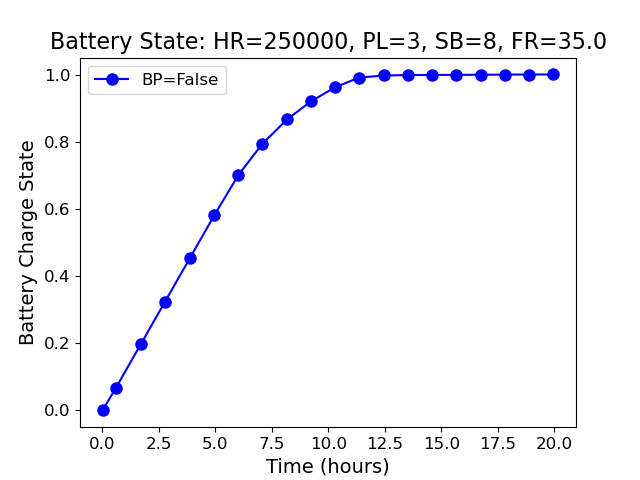 Battery State: HR=250000, PL=3, SB=8, FR=35.0
BP=False
Battery Charge State
1.0
0.8
0.6
0.4
0.2
0.0
0.0 2.5 5.0 7.5 10.0 12.5 15.0 17.5 20.0
Time (hours)